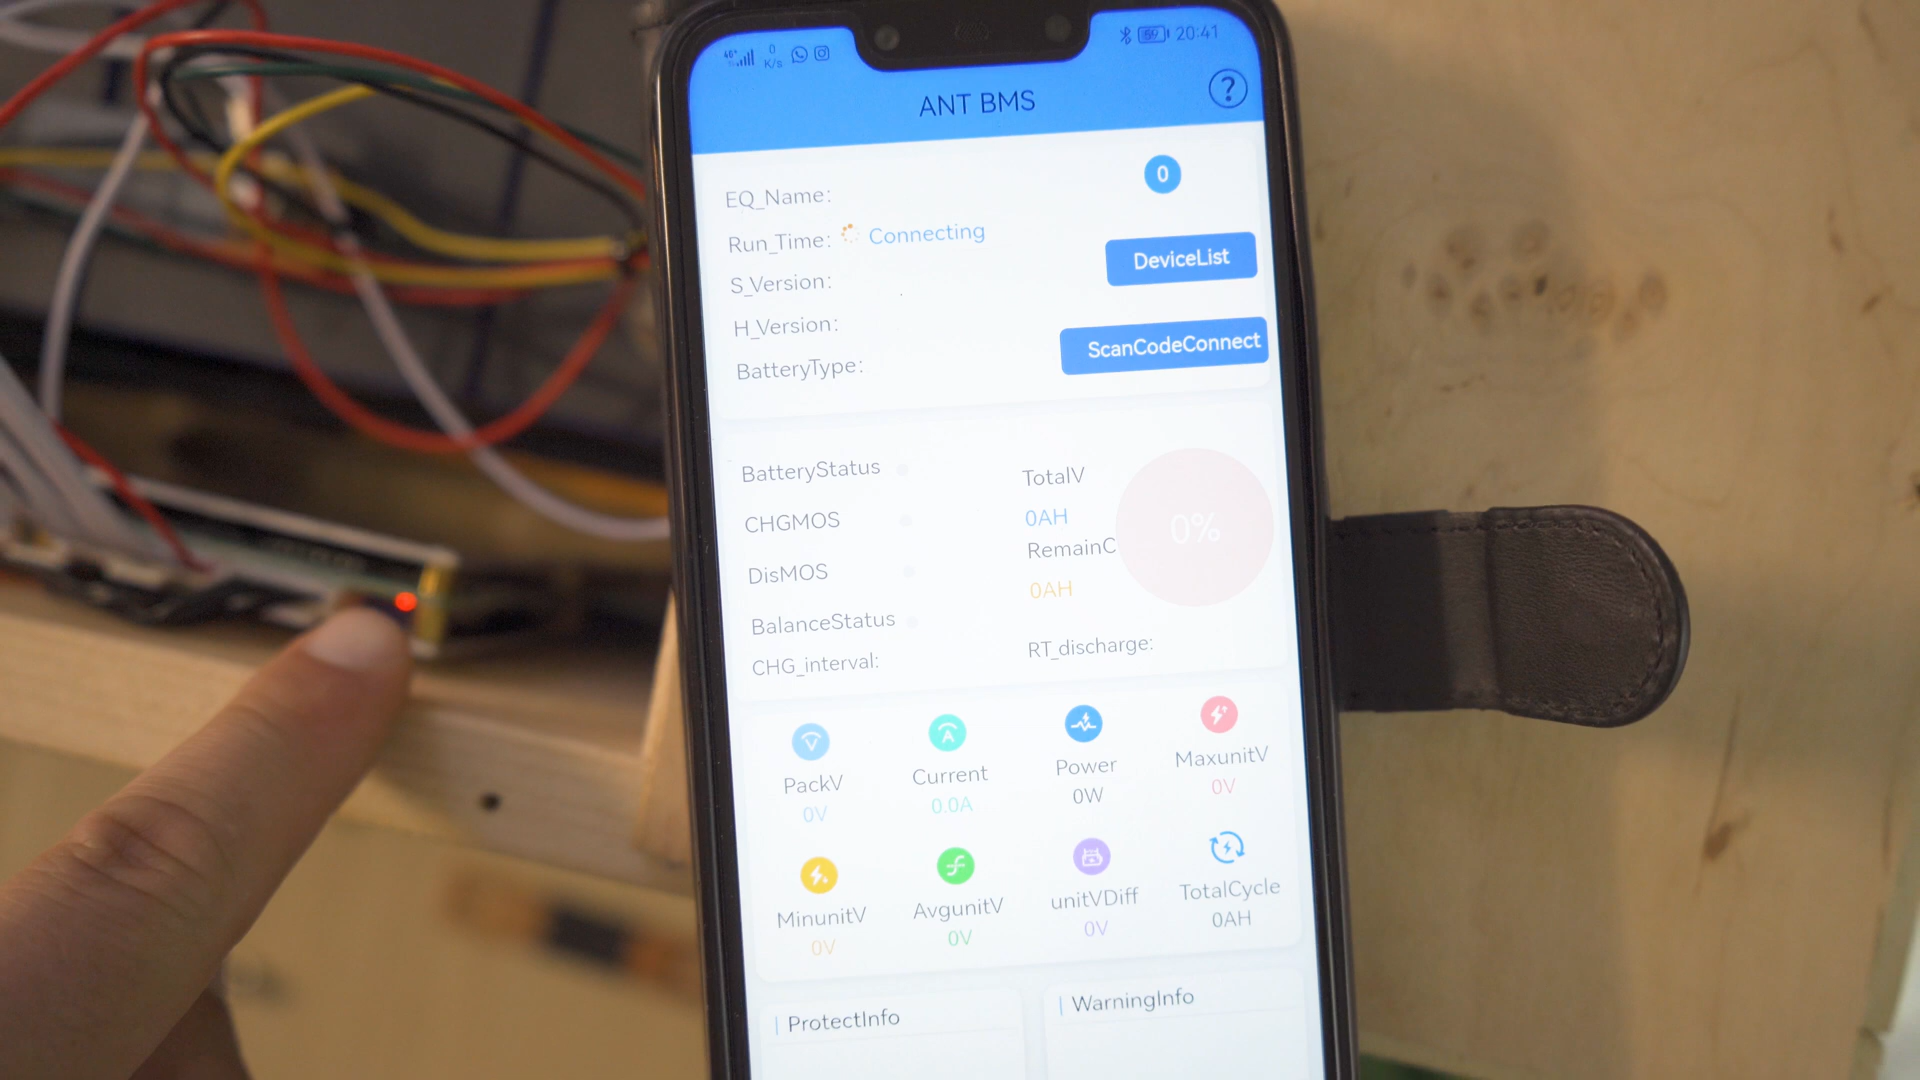 4G+ 0 K/s 20:41
ANT BMS
?
EQ_Name:
0
Run_Time: Connecting
DeviceList
S_Version:
H_Version:
ScanCodeConnect
BatteryType:
BatteryStatus
TotalV
CHGMOS
0AH
0%
RemainC
DisMOS
0AH
BalanceStatus
CHG_interval:
RT_discharge:
PackV
Current
Power
MaxunitV
0V
0.0A
0W
0V
MinunitV
AvgunitV
unitVDiff
TotalCycle
0V
0V
0V
0AH
ProtectInfo
WarningInfo